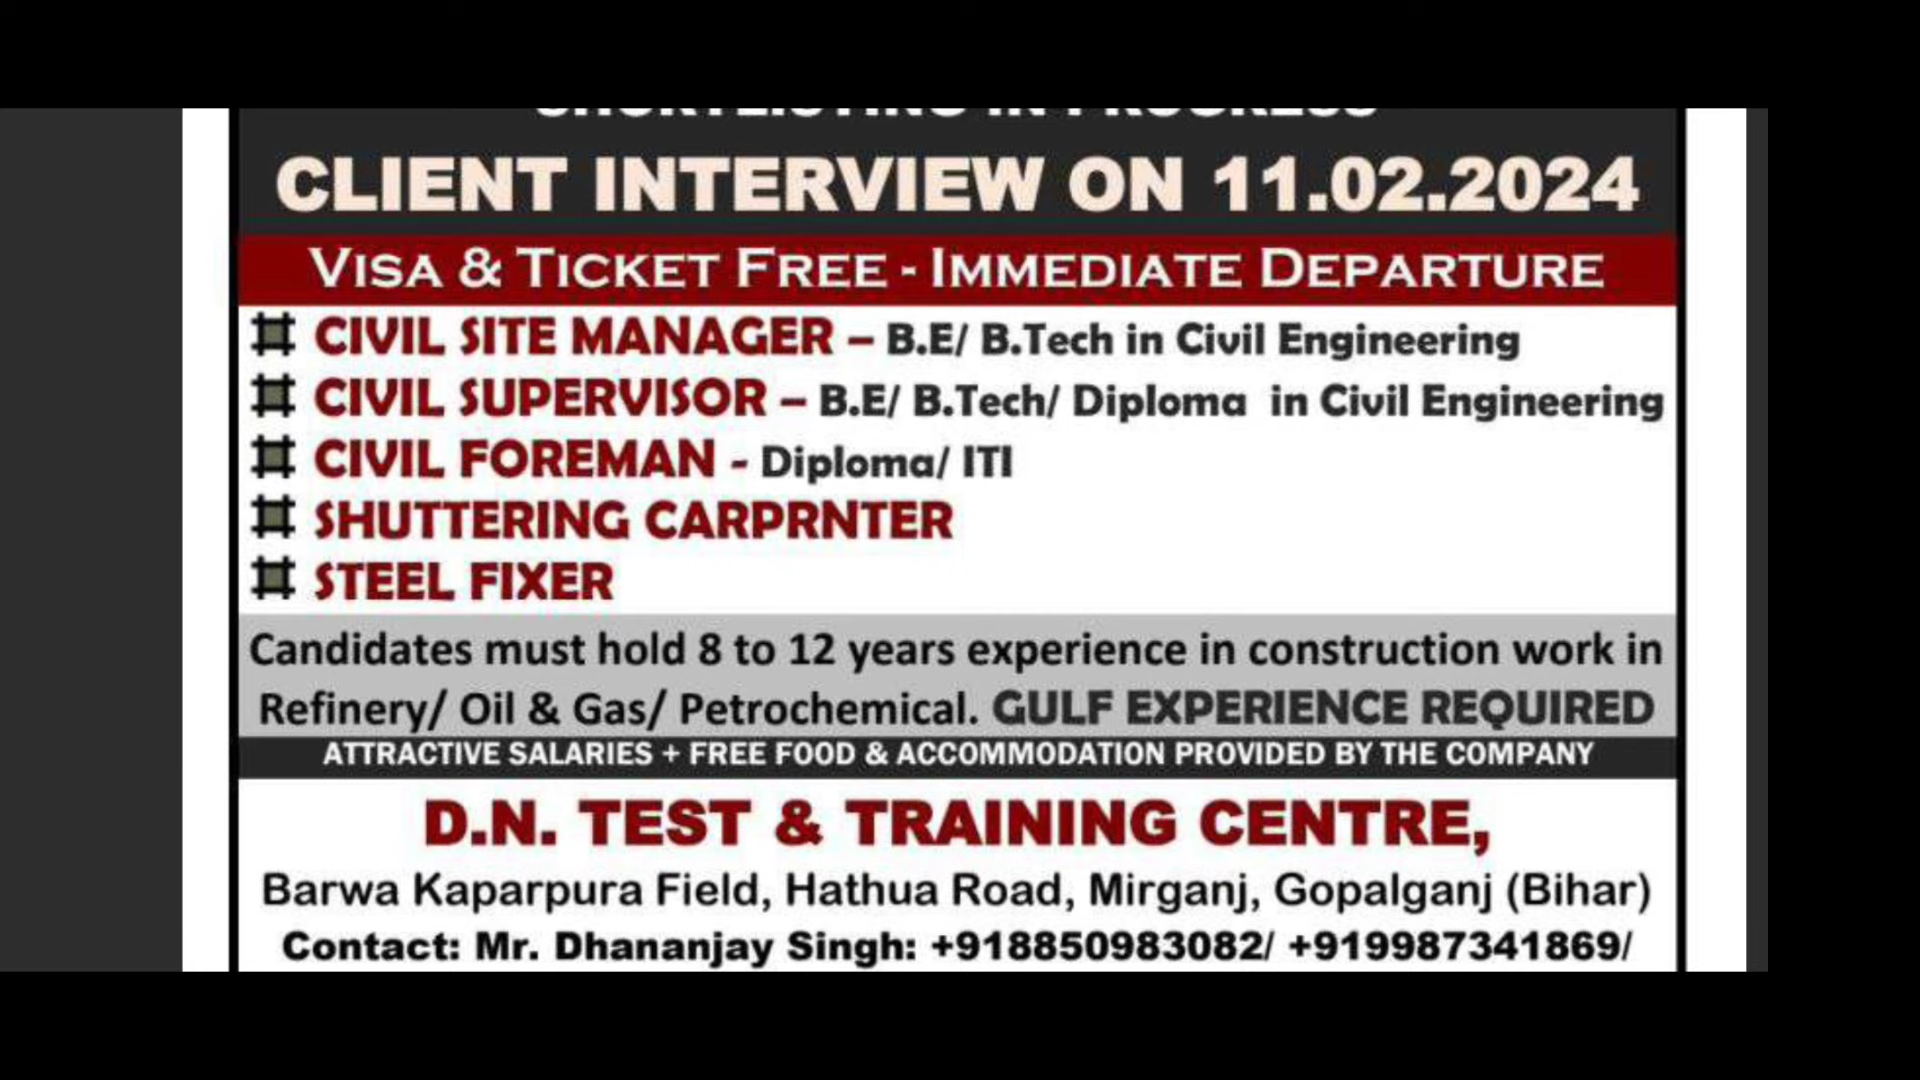 SHORTLISTING IN PROGRESS
CLIENT INTERVIEW ON 11.02.2024
VISA & TICKET FREE - IMMEDIATE DEPARTURE
CIVIL SITE MANAGER – B.E/ B.Tech in Civil Engineering
CIVIL SUPERVISOR – B.E/ B.Tech/ Diploma in Civil Engineering
CIVIL FOREMAN - Diploma/ ITI
SHUTTERING CARPRNTER
STEEL FIXER
Candidates must hold 8 to 12 years experience in construction work in
Refinery/ Oil & Gas/ Petrochemical. GULF EXPERIENCE REQUIRED
ATTRACTIVE SALARIES + FREE FOOD & ACCOMMODATION PROVIDED BY THE COMPANY
D.N. TEST & TRAINING CENTRE,
Barwa Kaparpura Field, Hathua Road, Mirganj, Gopalganj (Bihar)
Contact: Mr. Dhananjay Singh: +918850983082/ +919987341869/